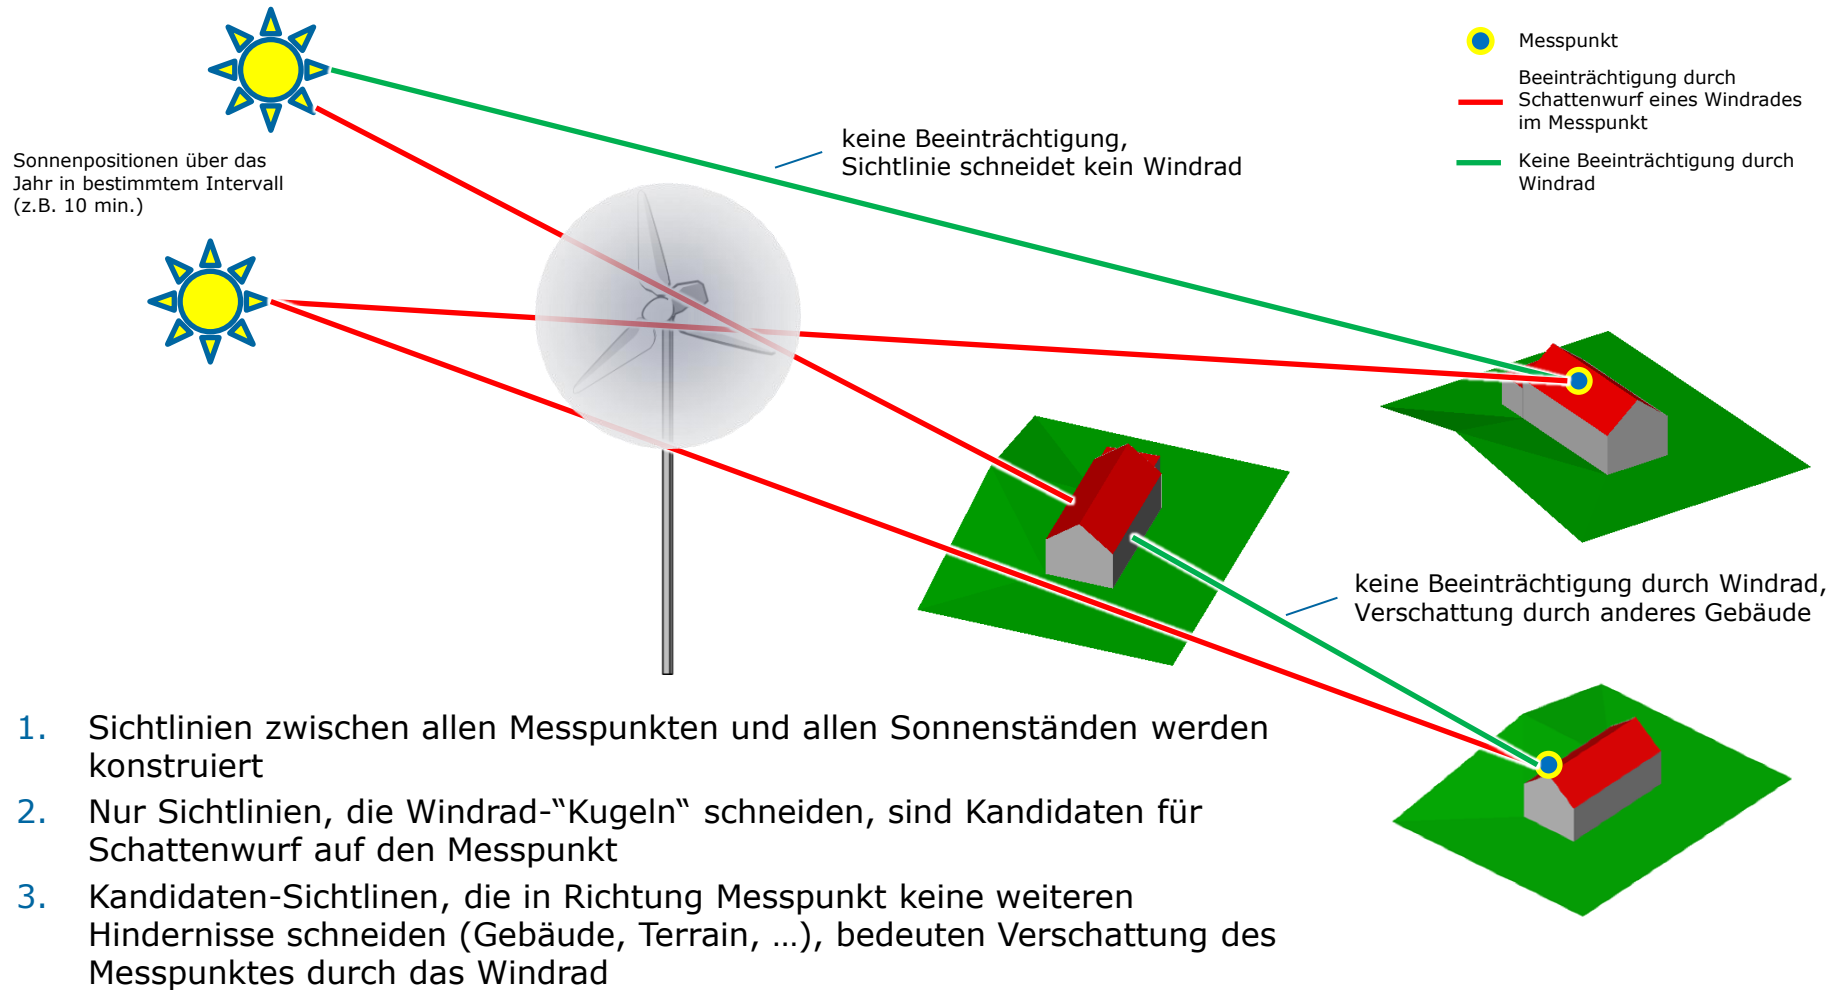 Messpunkt
Beeinträchtigung durch
Schattenwurf eines Windrades
im Messpunkt
Keine Beeinträchtigung durch
Windrad
keine Beeinträchtigung,
Sichtlinie schneidet kein Windrad
Sonnenpositionen über das
Jahr in bestimmtem Intervall
(z.B. 10 min.)
keine Beeinträchtigung durch Windrad,
Verschattung durch anderes Gebäude
1. Sichtlinien zwischen allen Messpunkten und allen Sonnenständen werden
konstruiert
2. Nur Sichtlinien, die Windrad-“Kugeln“ schneiden, sind Kandidaten für
Schattenwurf auf den Messpunkt
3. Kandidaten-Sichtlinen, die in Richtung Messpunkt keine weiteren
Hindernisse schneiden (Gebäude, Terrain, …), bedeuten Verschattung des
Messpunktes durch das Windrad